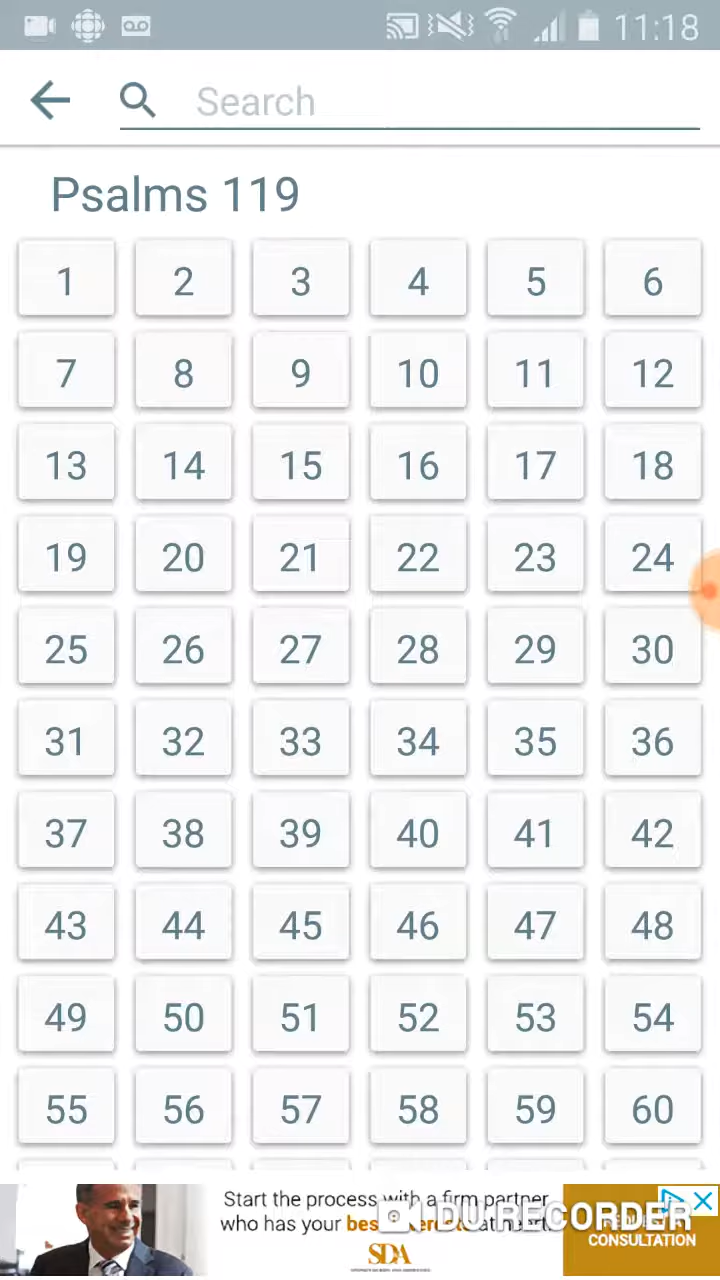 11:18
Search
Psalms 119
1 2 3 4 5 6
7 8 9 10 11 12
13 14 15 16 17 18
19 20 21 22 23 24
25 26 27 28 29 30
31 32 33 34 35 36
37 38 39 40 41 42
43 44 45 46 47 48
49 50 51 52 53 54
55 56 57 58 59 60
Start the process with a firm partner
who has your at heart
DU RECORDER
CONSULTATION
SDA